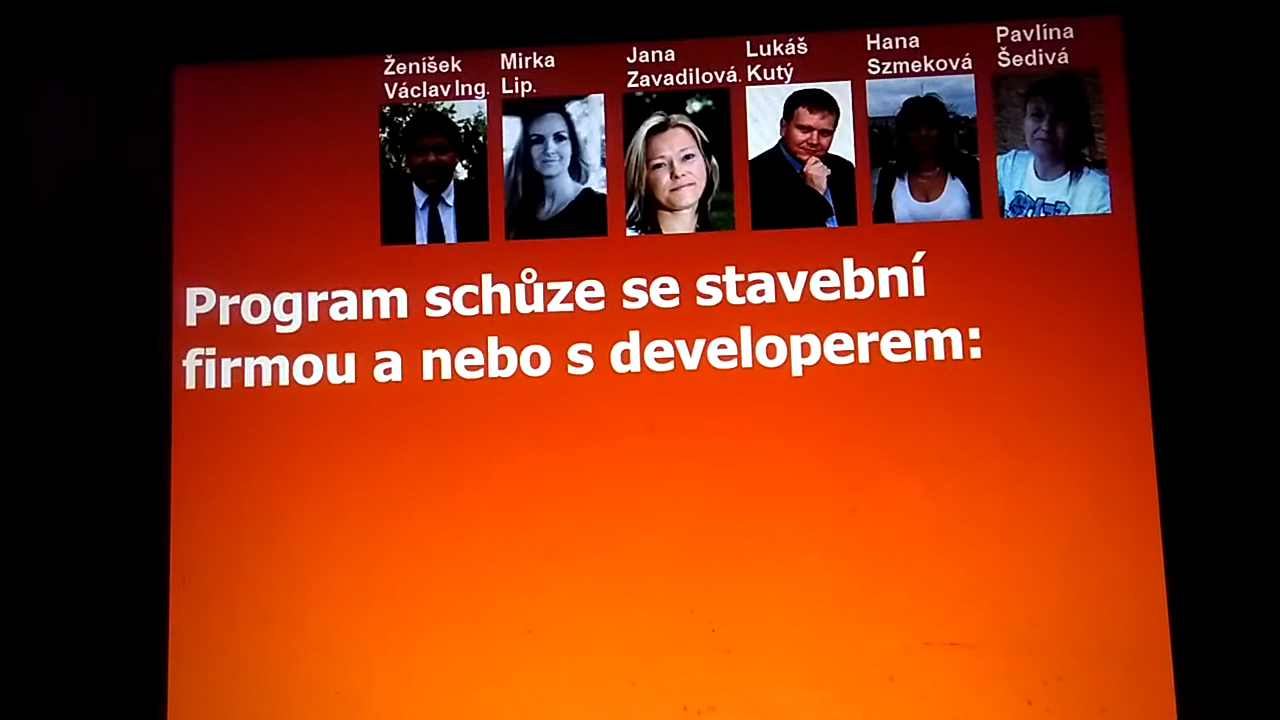 Ženíšek
Václav Ing.
Mirka
Lip.
Jana
Zavadilová.
Lukáš
Kutý
Hana
Szmeková
Pavlína
Šedivá
Program schůze se stavební
firmou a nebo s developerem: